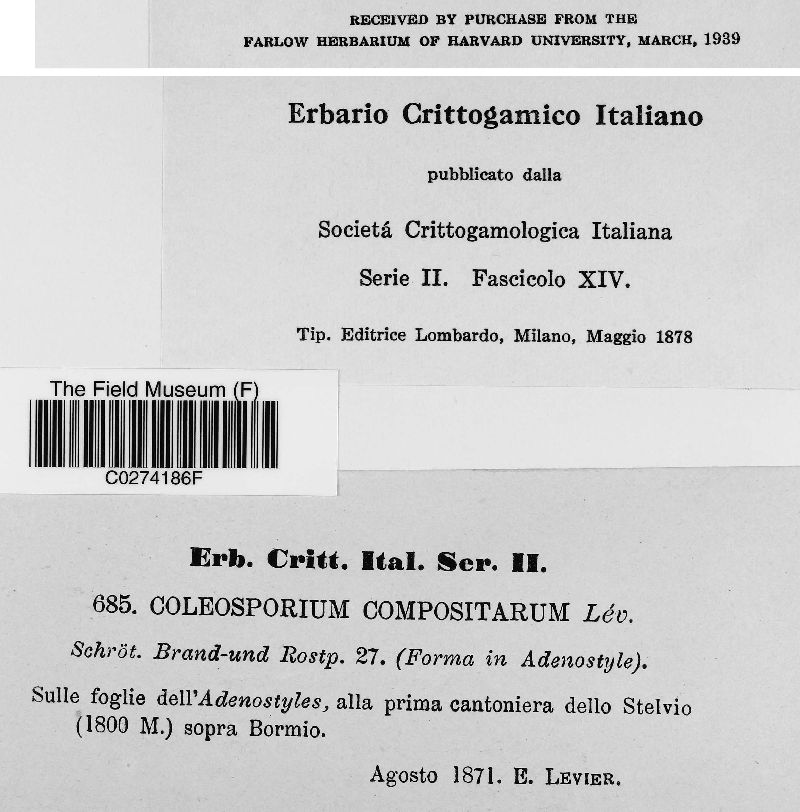 RECEIVED BY PURCHASE FROM THE
FARLOW HERBARIUM OF HARVARD UNIVERSITY, MARCH, 1939
Erbario Crittogamico Italiano
pubblicato dalla
Societá Crittogamologica Italiana
Serie II. Fascicolo XIV.
Tip. Editrice Lombardo, Milano, Maggio 1878
The Field Museum (F)
C0274186F
Erb. Critt. Ital. Ser. II.
685. COLEOSPORIUM COMPOSITARUM Lév.
Schröt. Brand-und Rostp. 27. (Forma in Adenostyle).
Sulle foglie dell'Adenostyles, alla prima cantoniera dello Stelvio
(1800 M.) sopra Bormio.
Agosto 1871. E. LEVIER.